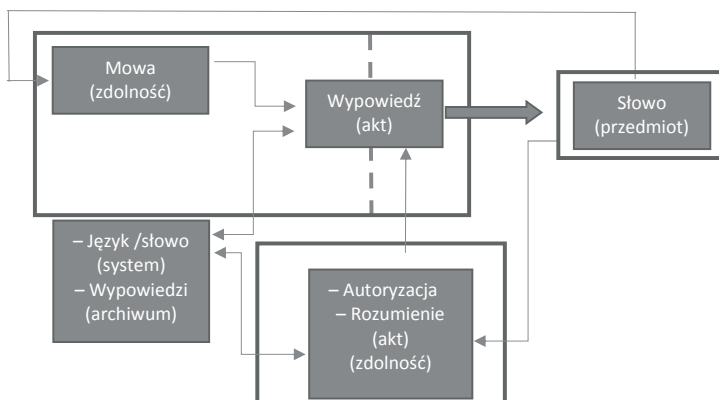 Mowa
(zdolność)
Wypowiedź
(akt)
Słowo
(przedmiot)
– Język /słowo
(system)
– Wypowiedzi
(archiwum)
– Autoryzacja
– Rozumienie
(akt)
(zdolność)